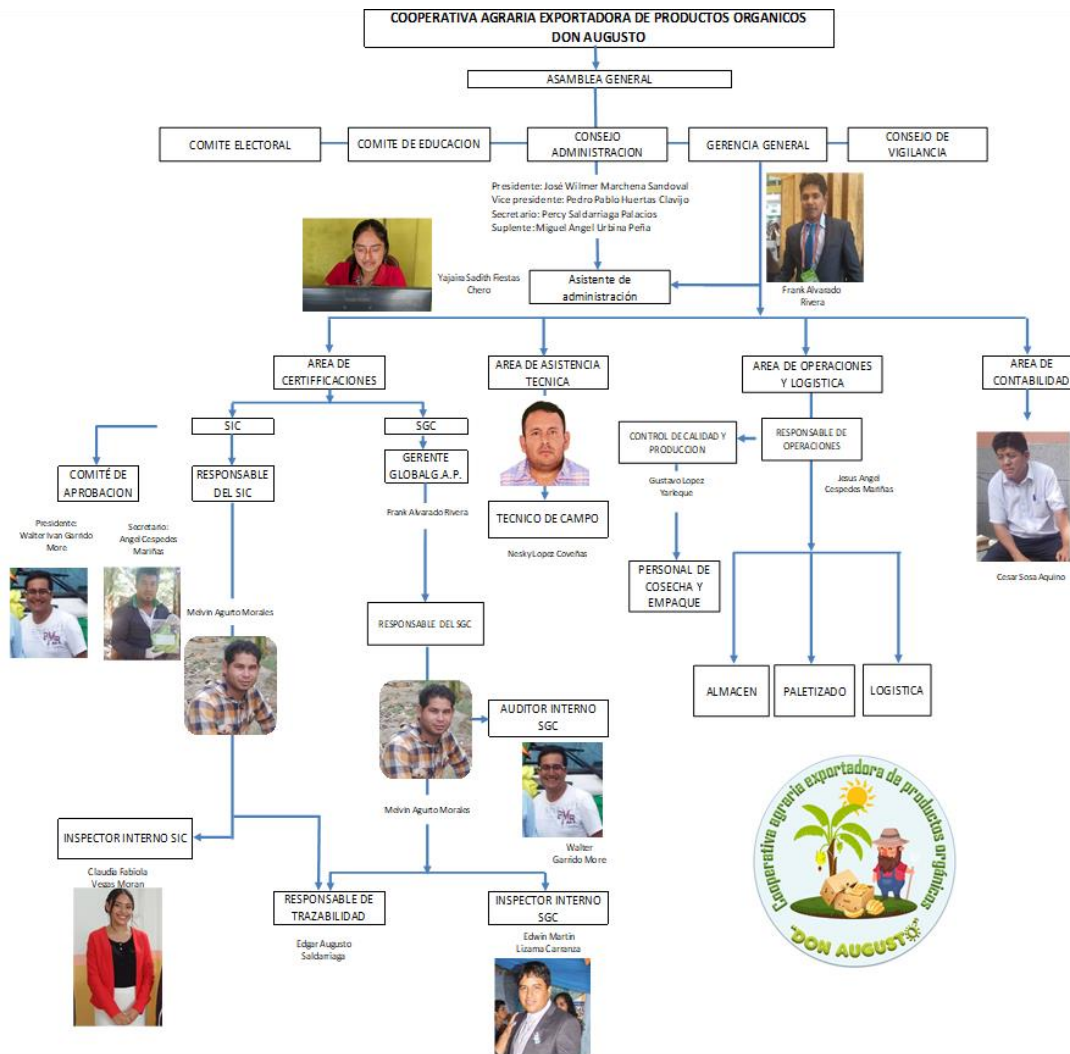 COOPERATIVA AGRARIA EXPORTADORA DE PRODUCTOS ORGANICOS
DON AUGUSTO
ASAMBLEA GENERAL
COMITE ELECTORAL
COMITE DE EDUCACION
CONSEJO
ADMINISTRACION
GERENCIA GENERAL
CONSEJO DE
VIGILANCIA
Presidente: José Wilmer Marchena Sandoval
Vice presidente: Pedro Pablo Huertas Clavijo
Secretario: Percy Saldarriaga Palacios
Suplente: Miguel Angel Urbina Peña
Yajaira Sadith Fiestas
Chero
Asistente de
administración
Frank Alvarado
Rivera
AREA DE
CERTIFFICACIONES
AREA DE ASISTENCIA
TECNICA
AREA DE OPERACIONES
Y LOGISTICA
AREA DE
CONTABILIDAD
SIC
SGC
CONTROL DE CALIDAD Y
PRODUCCION
RESPONSABLE DE
OPERACIONES
COMITÉ DE
APROBACION
RESPONSABLE
DEL SIC
GERENTE
GLOBALG.A.P.
Gustavo Lopez
Yarleque
Jesus Angel
Cespedes Mariñas
Presidente:
Walter Ivan Garrido
More
Secretario:
Angel Cespedes
Mariñas
Frank Alvarado Rivera
TECNICO DE CAMPO
Nesky Lopez Coveñas
PERSONAL DE
COSECHA Y
EMPAQUE
Cesar Sosa Aquino
Melvin Agurto Morales
RESPONSABLE DEL SGC
ALMACEN
PALETIZADO
LOGISTICA
AUDITOR INTERNO
SGC
Melvin Agurto Morales
Walter
Garrido More
INSPECTOR INTERNO SIC
Claudia Fabiola
Vegas Moran
RESPONSABLE DE
TRAZABILIDAD
INSPECTOR INTERNO
SGC
Edgar Augusto
Saldarriaga
Edwin Martin
Lizama Carranza
Cooperativa agraria exportadora de productos orgánicos
"DON AUGUSTO"